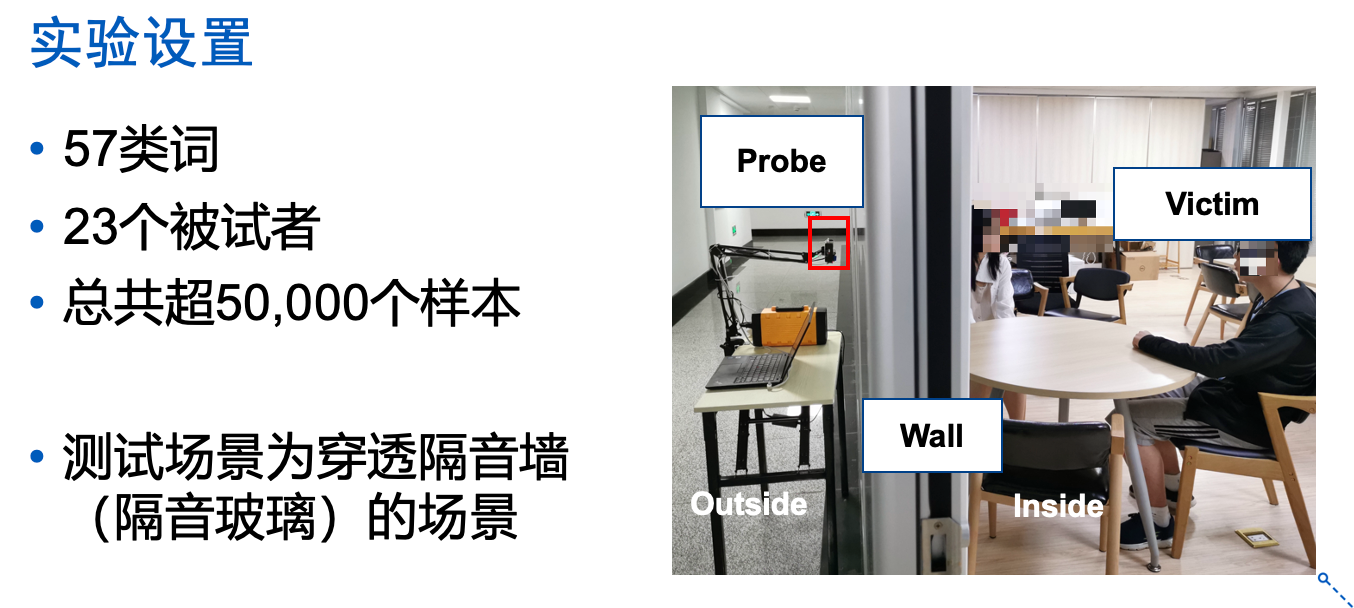 实验设置
• 57类词
• 23个被试者
• 总共超50,000个样本
• 测试场景为穿透隔音墙
（隔音玻璃）的场景
Probe
Victim
Wall
Outside
Inside